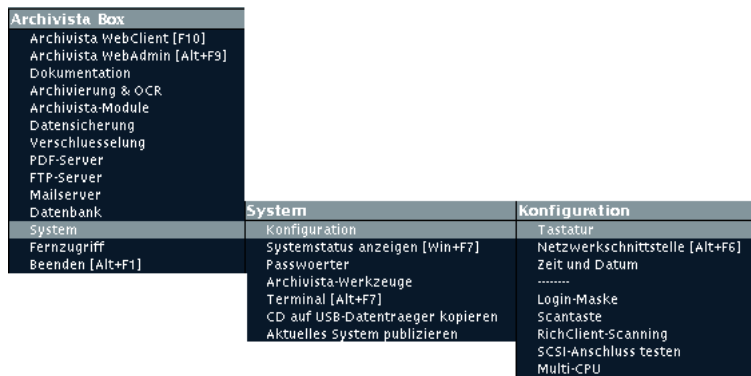 Archivista Box
Archivista WebClient [F10]
Archivista WebAdmin [Alt+F9]
Dokumentation
Archivierung & OCR
Archivista-Module
Datensicherung
Verschluesselung
PDF-Server
FTP-Server
Mailserver
Datenbank
System
Fernzugriff
Beenden [Alt+F1]
System
Konfiguration
Systemstatus anzeigen [Win+F7]
Passwoerter
Archivista-Werkzeuge
Terminal [Alt+F7]
CD auf USB-Datentraeger kopieren
Aktuelles System publizieren
Konfiguration
Tastatur
Netzwerkschnittstelle [Alt+F6]
Zeit und Datum
--------
Login-Maske
Scantaste
RichClient-Scanning
SCSI-Anschluss testen
Multi-CPU